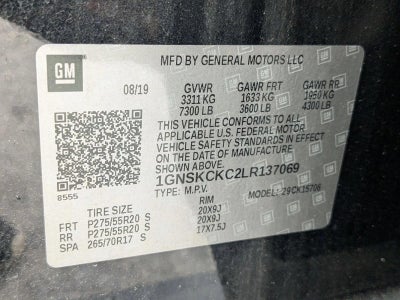 GM
MFD BY GENERAL MOTORS LLC
08/19 GVWR GAWR FRT GAWR RR
3311 KG 1633 KG 1950 KG
7300 LB 3600 LB 4300 LB
THIS VEHICLE CONFORMS TO ALL
APPLICABLE U.S. FEDERAL MOTOR
VEHICLE SAFETY STANDARDS IN EFFECT
ON THE DATE OF MANUFACTURE
SHOWN ABOVE.
1GNSKCKC2LR137069
8555 TYPE: M.P.V. MODEL:
TIRE SIZE RIM
FRT P275/55R20 S 20X9J
RR P275/55R20 S 20X9J
SPA 265/70R17 S 17X7.5J